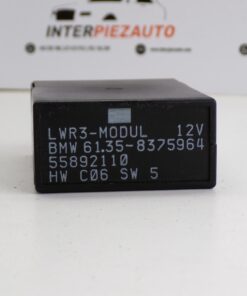 INTERPIEZAUTO
LWR3-MODUL 12V
BMW 61.35-8375964
55892110
HW C06 SW 5